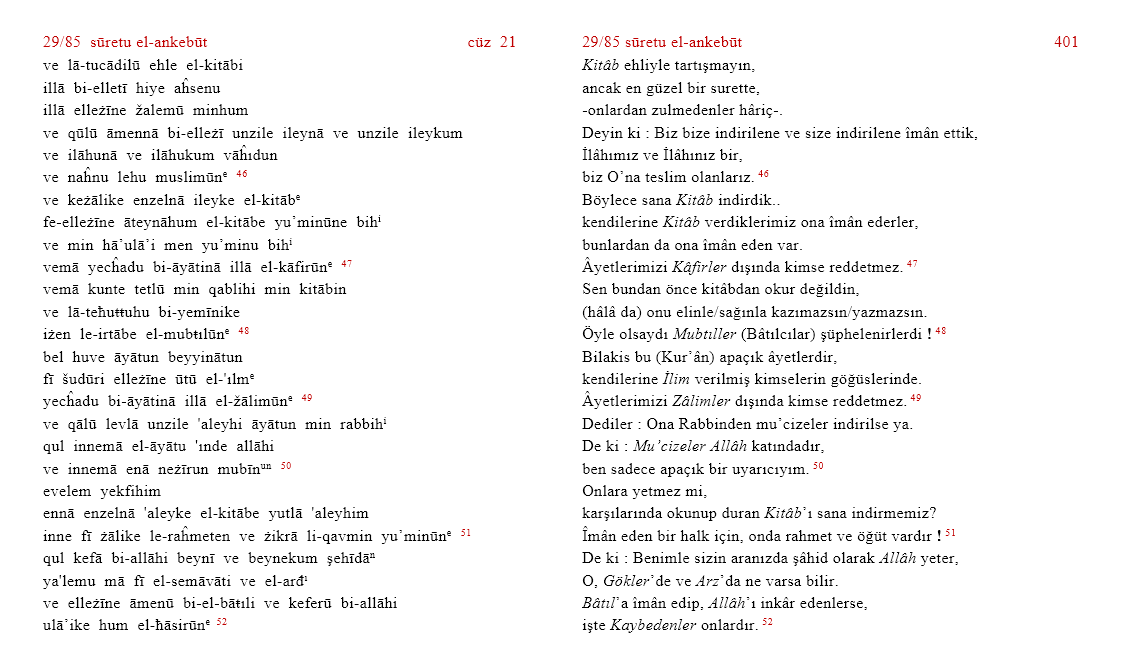 29/85 sūretu el-ankebūt cüz 21
ve lā-tucādilū ehle el-kitābi
illā bi-elletī hiye aĥsenu
illā elleżīne žalemū minhum
ve qūlū āmennā bi-elleżī unzile ileynā ve unzile ileykum
ve ilāhunā ve ilāhukum vāĥıdun
ve naĥnu lehu muslimūnᵉ 46
ve keżālike enzelnā ileyke el-kitābᵉ
fe-elleżīne āteynāhum el-kitābe yu’minūne bihⁱ
ve min hā’ulā’i men yu’minu bihⁱ
vemā yecĥadu bi-āyātinā illā el-kāfirūnᵉ 47
vemā kunte tetlū min qablihi min kitābin
ve lā-teħuŧŧuhu bi-yemīnike
iżen le-irtābe el-mubŧılūnᵉ 48
bel huve āyātun beyyinātun
fī šudūri elleżīne ūtū el-'ılmᵉ
yecĥadu bi-āyātinā illā el-žālimūnᵉ 49
ve qālū levlā unzile 'aleyhi āyātun min rabbihⁱ
qul innemā el-āyātu 'ınde allāhi
ve innemā enā neżīrun mubīnᵘⁿ 50
evelem yekfihim
ennā enzelnā 'aleyke el-kitābe yutlā 'aleyhim
inne fī żālike le-raĥmeten ve żikrā li-qavmin yu’minūnᵉ 51
qul kefā bi-allāhi beynī ve beynekum şehīdāⁿ
ya'lemu mā fī el-semāvāti ve el-arđⁱ
ve elleżīne āmenū bi-el-bāŧıli ve keferū bi-allāhi
ulā’ike hum el-ħāsirūnᵉ 52
29/85 sūretu el-ankebūt 401
Kitâb ehliyle tartışmayın,
ancak en güzel bir surette,
-onlardan zulmedenler hâriç-.
Deyin ki : Biz bize indirilene ve size indirilene îmân ettik,
İlâhımız ve İlâhınız bir,
biz O’na teslim olanlarız. 46
Böylece sana Kitâb indirdik..
kendilerine Kitâb verdiklerimiz ona îmân ederler,
bunlardan da ona îmân eden var.
Âyetlerimizi Kâfirler dışında kimse reddetmez. 47
Sen bundan önce kitâbdan okur değildin,
(hâlâ da) onu elinle/sağınla kazımazsın/yazmazsın.
Öyle olsaydı Mubtıller (Bâtılcılar) şüphelenirlerdi ! 48
Bilakis bu (Kur’ân) apaçık âyetlerdir,
kendilerine İlim verilmiş kimselerin göğüslerinde.
Âyetlerimizi Zâlimler dışında kimse reddetmez. 49
Dediler : Ona Rabbinden mu’cizeler indirilse ya.
De ki : Mu’cizeler Allâh katındadır,
ben sadece apaçık bir uyarıcıyım. 50
Onlara yetmez mi,
karşılarında okunup duran Kitâb’ı sana indirmemiz?
Îmân eden bir halk için, onda rahmet ve öğüt vardır ! 51
De ki : Benimle sizin aranızda şâhid olarak Allâh yeter,
O, Gökler’de ve Arz’da ne varsa bilir.
Bâtıl’a îmân edip, Allâh’ı inkâr edenlerse,
işte Kaybedenler onlardır. 52